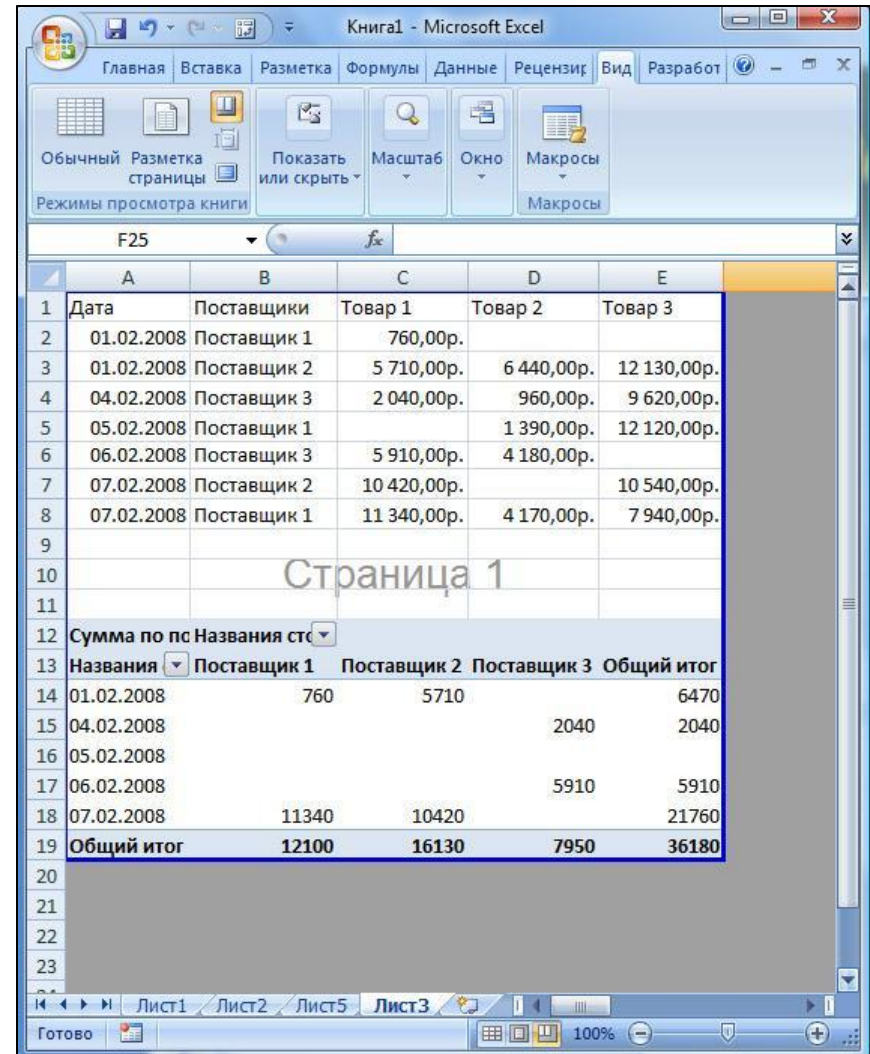 Книга1 - Microsoft Excel
Главная Вставка Разметка Формулы Данные Рецензир Вид Разработ
Обычный Разметка страницы Показать или скрыть Масштаб Окно Макросы
Режимы просмотра книги Макросы
F25 fx
A B C D E
1 Дата Поставщики Товар 1 Товар 2 Товар 3
2 01.02.2008 Поставщик 1 760,00р.
3 01.02.2008 Поставщик 2 5 710,00р. 6 440,00р. 12 130,00р.
4 04.02.2008 Поставщик 3 2 040,00р. 960,00р. 9 620,00р.
5 05.02.2008 Поставщик 1 1 390,00р. 12 120,00р.
6 06.02.2008 Поставщик 3 5 910,00р. 4 180,00р.
7 07.02.2008 Поставщик 2 10 420,00р. 10 540,00р.
8 07.02.2008 Поставщик 1 11 340,00р. 4 170,00р. 7 940,00р.
9
10 Страница 1
11
12 Сумма по по Названия сто
13 Названия Поставщик 1 Поставщик 2 Поставщик 3 Общий итог
14 01.02.2008 760 5710 6470
15 04.02.2008 2040 2040
16 05.02.2008
17 06.02.2008 5910 5910
18 07.02.2008 11340 10420 21760
19 Общий итог 12100 16130 7950 36180
20
21
22
23
Лист1 Лист2 Лист5 Лист3
Готово 100%